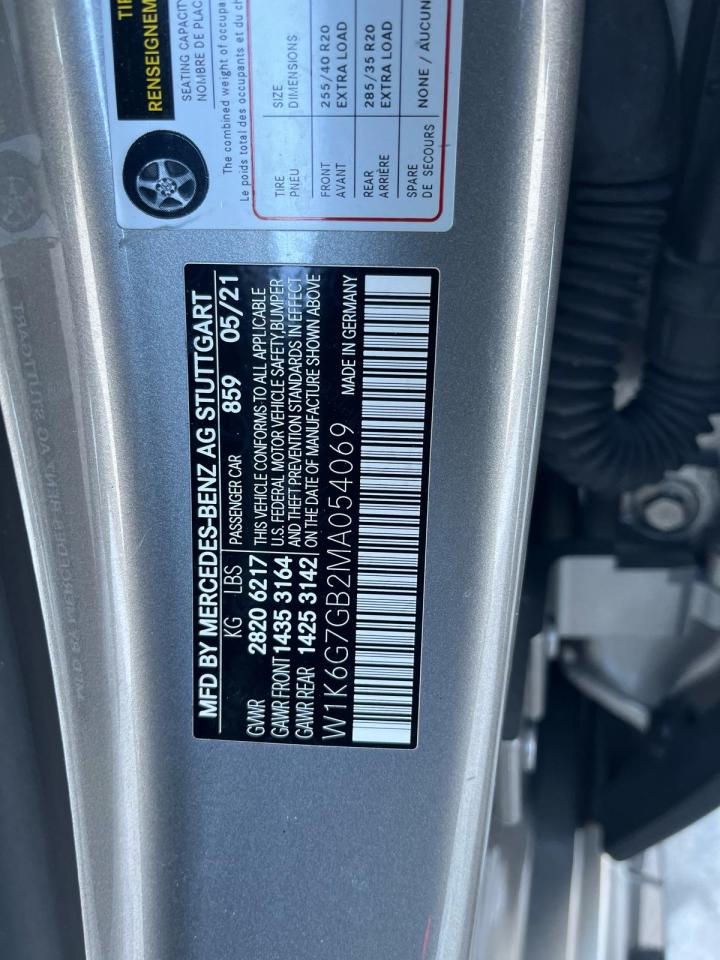 TIR
RENSEIGNEM
SEATING CAPACITY
NOMBRE DE PLAC
The combined weight of occupa
Le poids total des occupants et du ch
TIRE SIZE
PNEU DIMENSIONS
FRONT 255/40 R20
AVANT EXTRA LOAD
REAR 285/35 R20
ARRIÈRE EXTRA LOAD
SPARE NONE / AUCUN
DE SECOURS
MFD BY MERCEDES-BENZ AG STUTTGART
KG LBS PASSENGER CAR 859 05/21
GVWR 2820 6217 THIS VEHICLE CONFORMS TO ALL APPLICABLE
GAWR FRONT 1435 3164 U.S. FEDERAL MOTOR VEHICLE SAFETY, BUMPER
GAWR REAR 1425 3142 AND THEFT PREVENTION STANDARDS IN EFFECT
ON THE DATE OF MANUFACTURE SHOWN ABOVE
W1K6G7GB2MA054069 MADE IN GERMANY